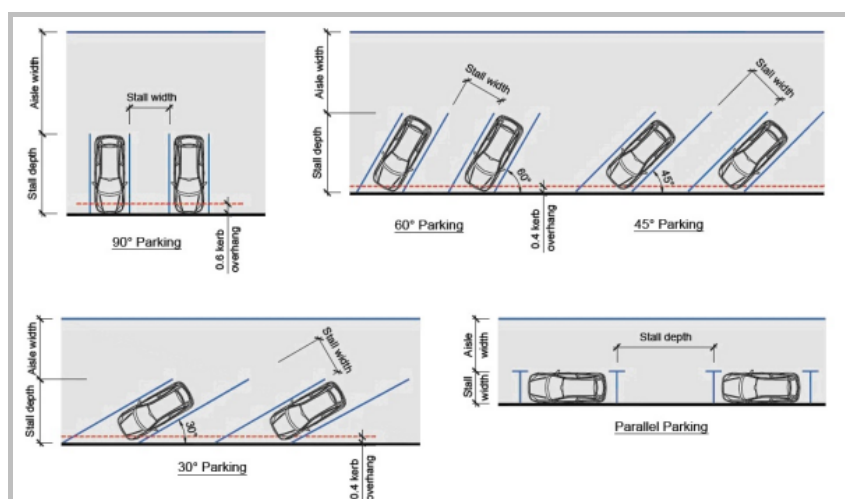 Aisle width
Stall depth
Stall width
0.6 kerb
overhang
90° Parking
Aisle width
Stall depth
Stall width
60°
Stall width
45°
0.4 kerb
overhang
60° Parking
45° Parking
Aisle width
Stall depth
Stall width
30°
0.4 kerb
overhang
30° Parking
Aisle
width
Stall
width
Stall depth
Parallel Parking